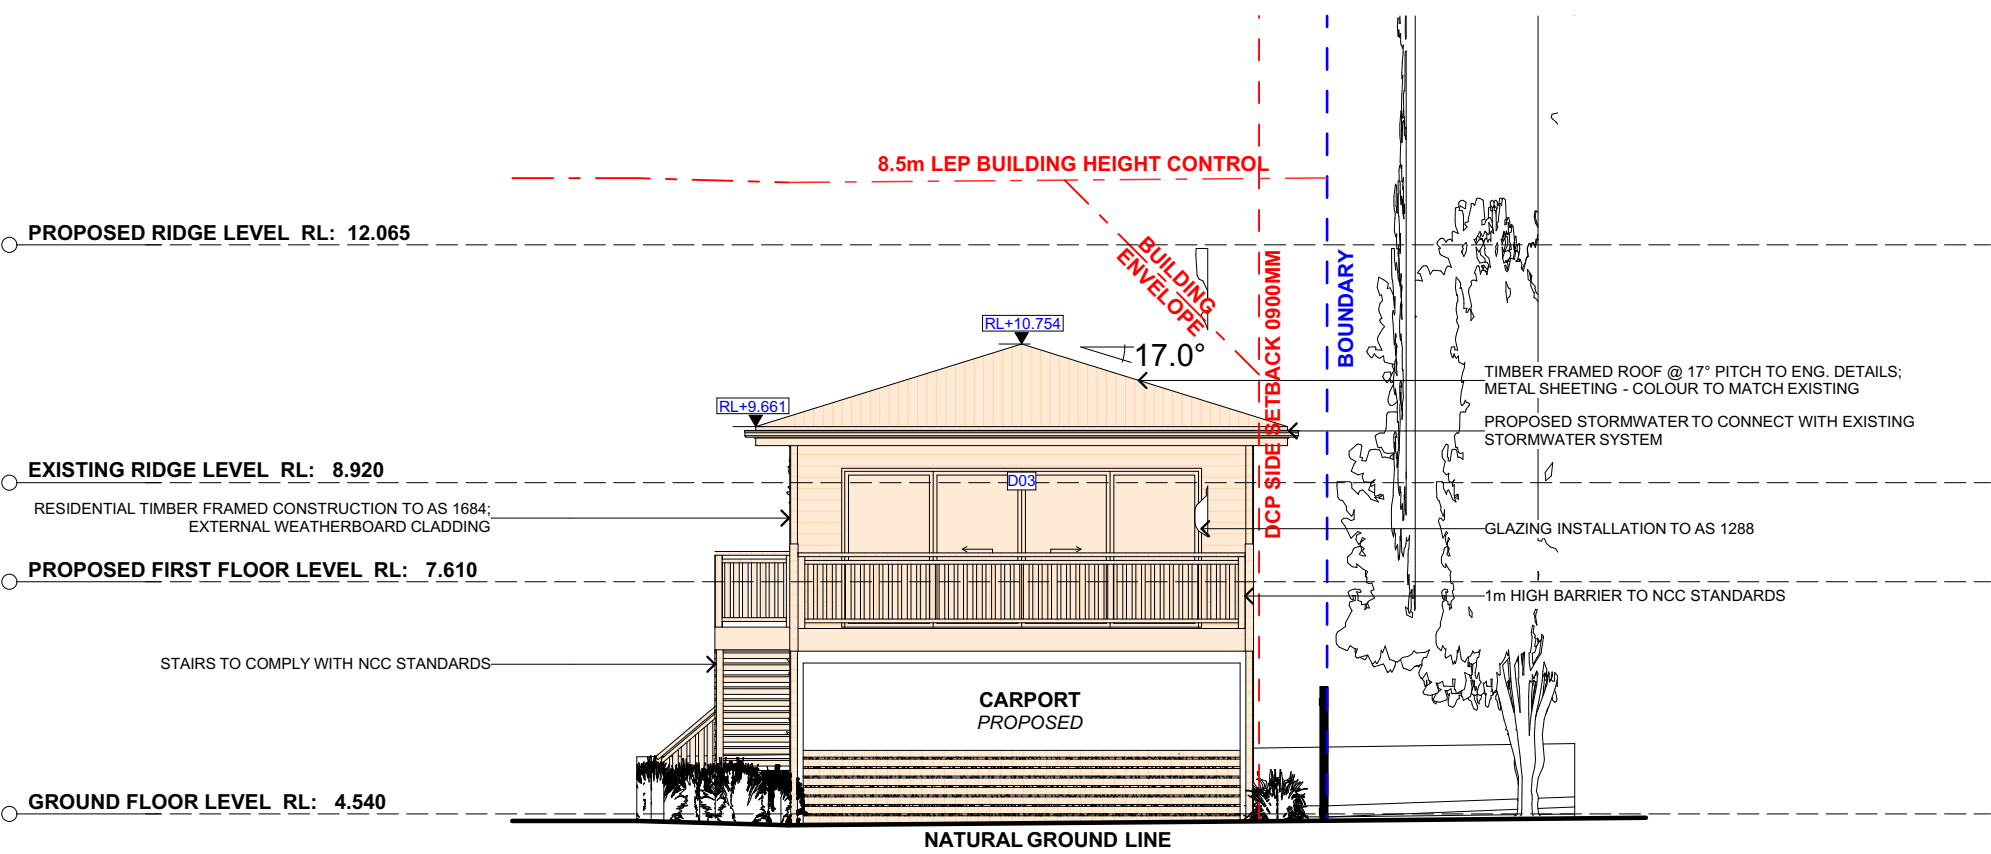 8.5m LEP BUILDING HEIGHT CONTROL
PROPOSED RIDGE LEVEL RL: 12.065
BUILDING
ENVELOPE
DCP SIDE SETBACK 0900MM
BOUNDARY
RL+10.754
17.0°
TIMBER FRAMED ROOF @ 17° PITCH TO ENG. DETAILS;
METAL SHEETING - COLOUR TO MATCH EXISTING
RL+9.661
PROPOSED STORMWATER TO CONNECT WITH EXISTING
STORMWATER SYSTEM
EXISTING RIDGE LEVEL RL: 8.920
D03
RESIDENTIAL TIMBER FRAMED CONSTRUCTION TO AS 1684;
EXTERNAL WEATHERBOARD CLADDING
GLAZING INSTALLATION TO AS 1288
PROPOSED FIRST FLOOR LEVEL RL: 7.610
1m HIGH BARRIER TO NCC STANDARDS
STAIRS TO COMPLY WITH NCC STANDARDS
CARPORT
PROPOSED
GROUND FLOOR LEVEL RL: 4.540
NATURAL GROUND LINE